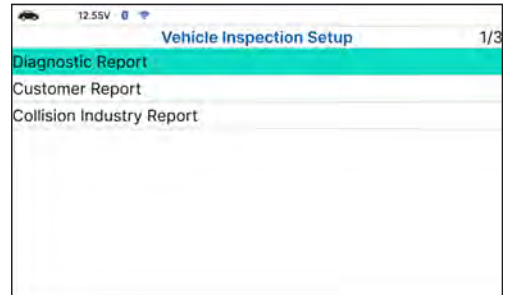 12.55V
Vehicle Inspection Setup 1/3
Diagnostic Report
Customer Report
Collision Industry Report